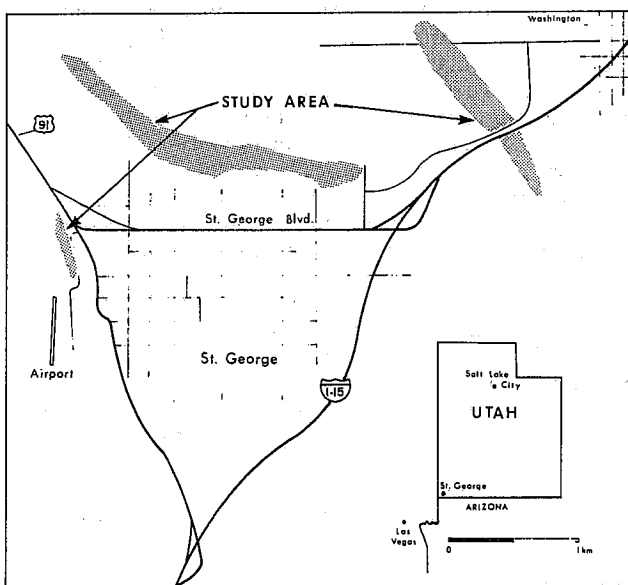 Washington
STUDY AREA
91
St. George Blvd.
St. George
Airport
I-15
Salt Lake
City
UTAH
St. George
ARIZONA
Las
Vegas
0 1 km